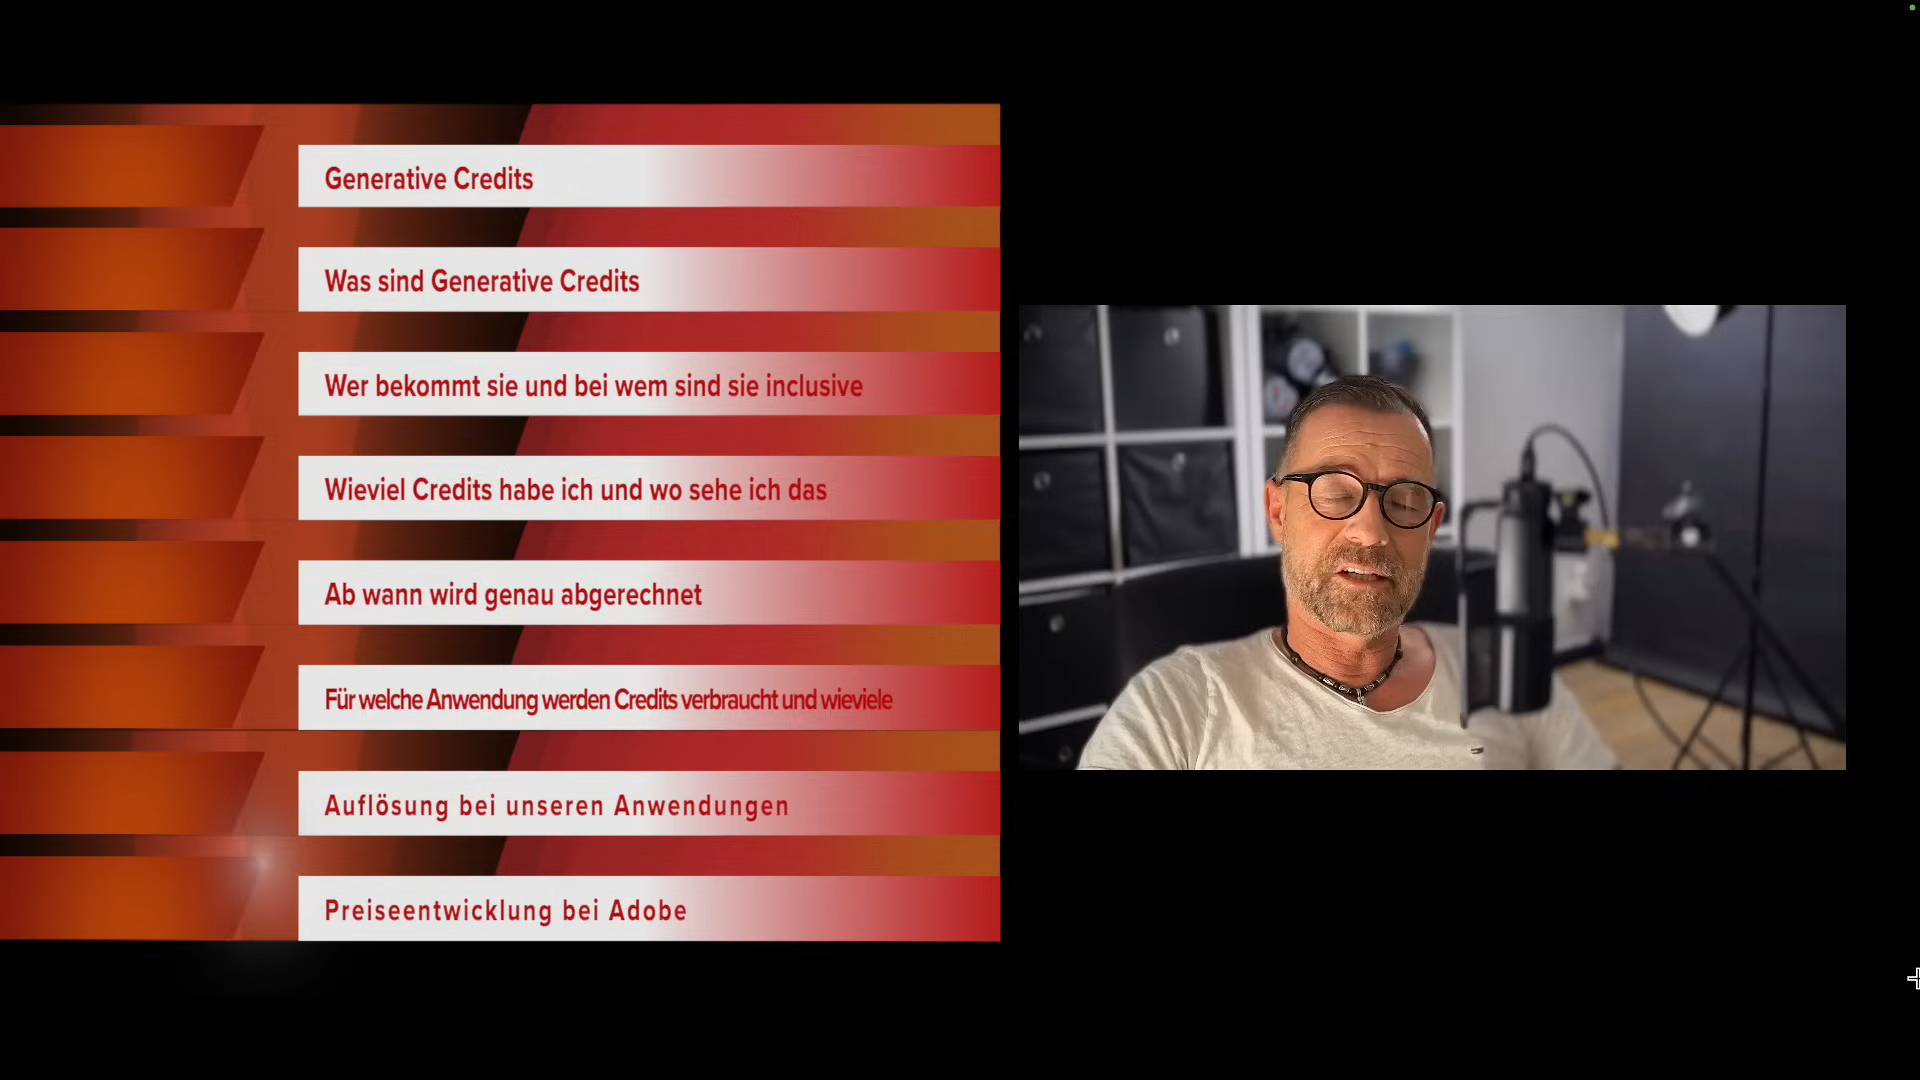 Generative Credits
Was sind Generative Credits
Wer bekommt sie und bei wem sind sie inclusive
Wieviel Credits habe ich und wo sehe ich das
Ab wann wird genau abgerechnet
Für welche Anwendung werden Credits verbraucht und wieviele
Auflösung bei unseren Anwendungen
Preiseentwicklung bei Adobe